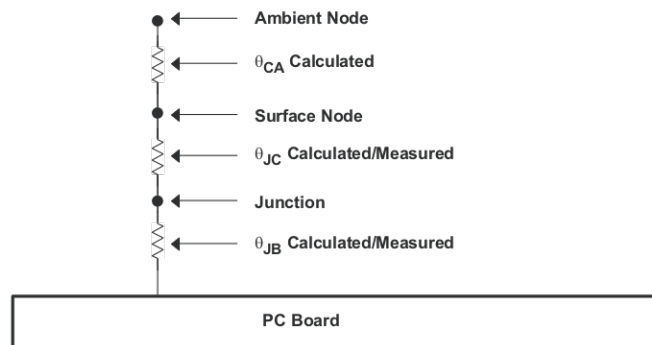 Ambient Node
θCA Calculated
Surface Node
θJC Calculated/Measured
Junction
θJB Calculated/Measured
PC Board